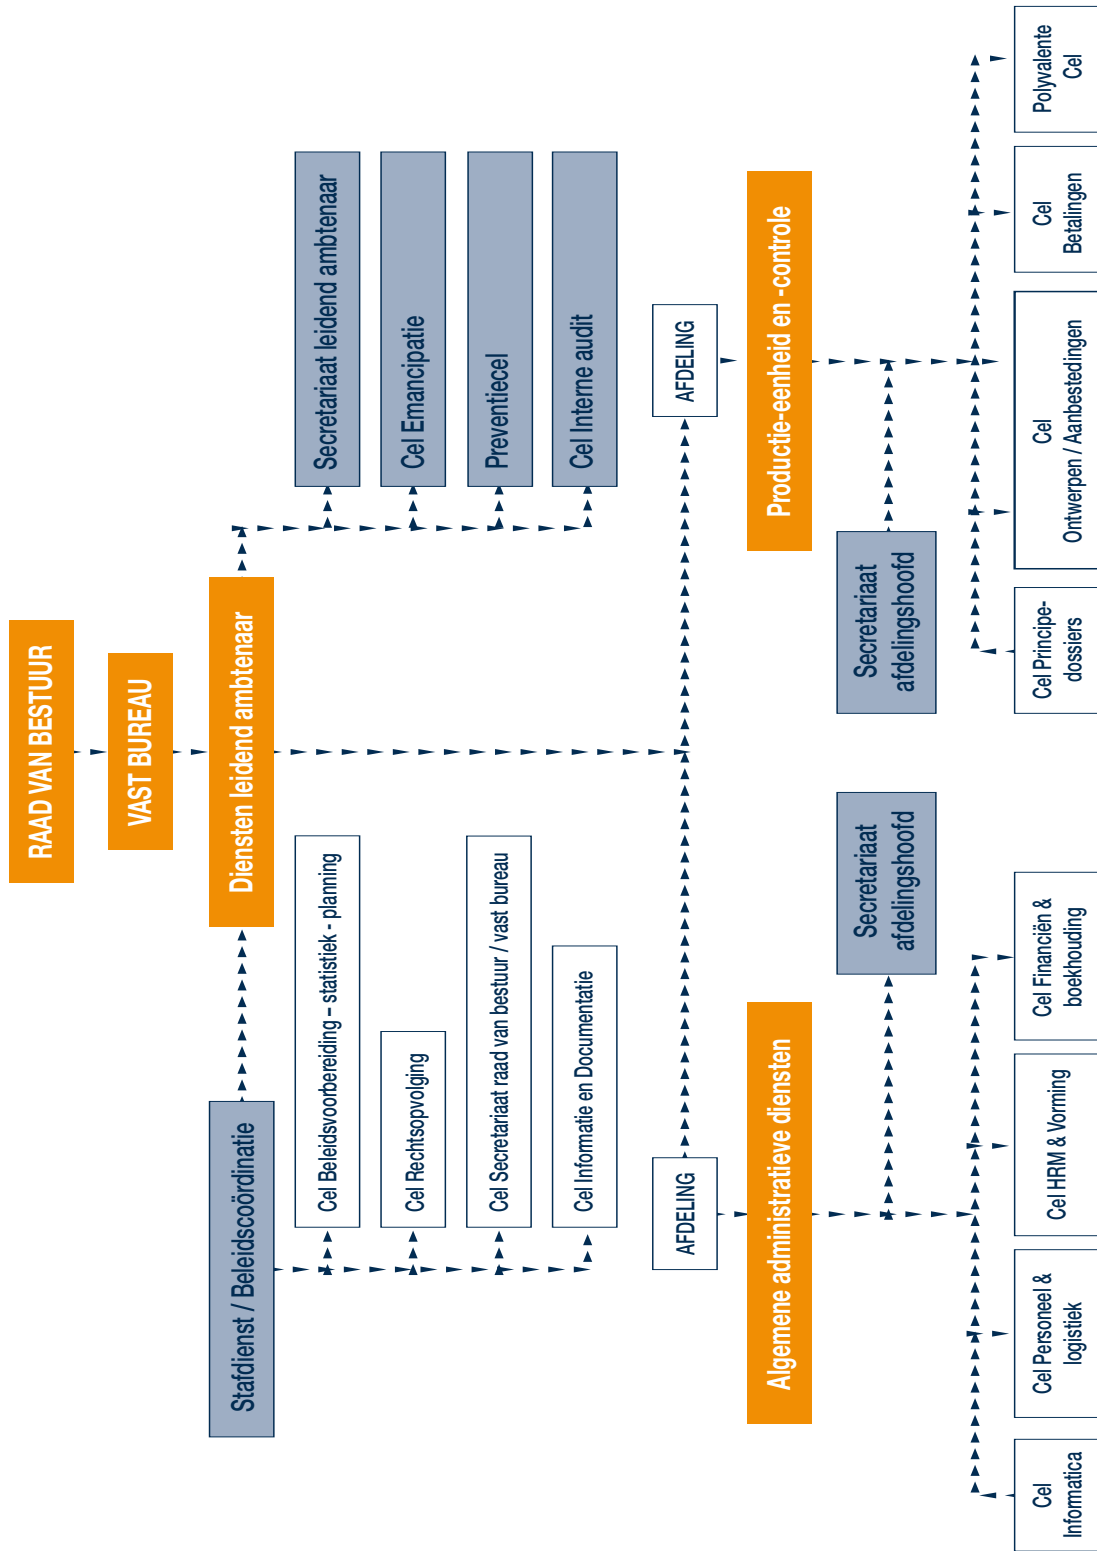 RAAD VAN BESTUUR
VAST BUREAU
Stafdienst / Beleidscoördinatie
Diensten leidend ambtenaar
Cel Beleidsvoorbereiding – statistiek - planning
Cel Rechtsopvolging
Cel Secretariaat raad van bestuur / vast bureau
Cel Informatie en Documentatie
Secretariaat leidend ambtenaar
Cel Emancipatie
Preventiecel
Cel Interne audit
AFDELING
AFDELING
Algemene administratieve diensten
Productie-eenheid en -controle
Secretariaat
afdelingshoofd
Secretariaat
afdelingshoofd
Cel
Informatica
Cel Personeel &
logistiek
Cel HRM & Vorming
Cel Financiën &
boekhouding
Cel Principe-
dossiers
Cel
Ontwerpen / Aanbestedingen
Cel
Betalingen
Polyvalente
Cel